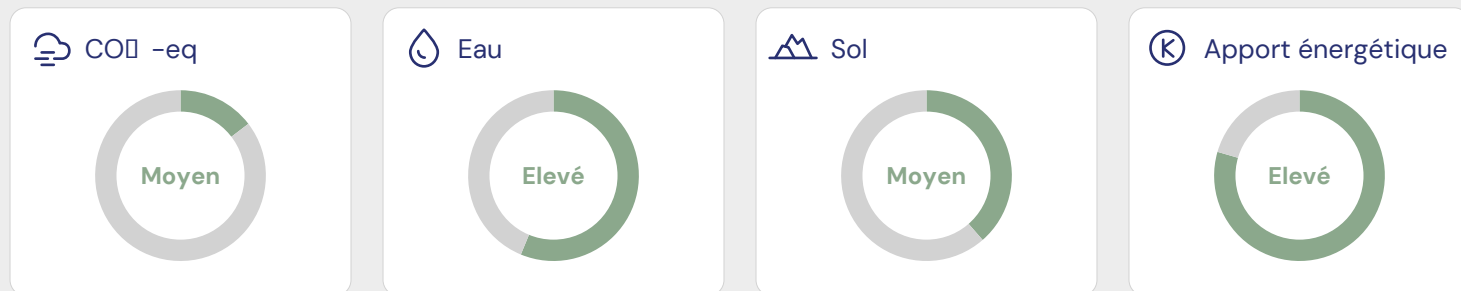 CO▯ -eq
Moyen
Eau
Elevé
Sol
Moyen
Apport énergétique
Elevé